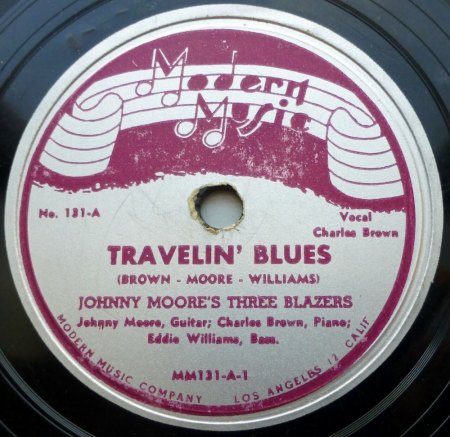 Modern
Music
No. 131-A
Vocal
Charles Brown
TRAVELIN' BLUES
(BROWN - MOORE - WILLIAMS)
JOHNNY MOORE'S THREE BLAZERS
Johnny Moore, Guitar; Charles Brown, Piano;
Eddie Williams, Bass.
MM131-A-1
MODERN MUSIC COMPANY LOS ANGELES 17 CALIF